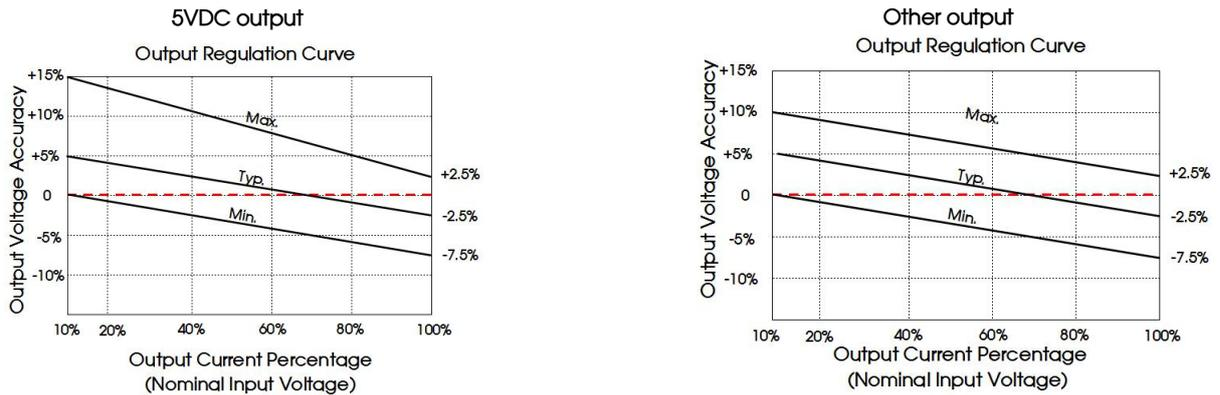 5VDC output
Output Regulation Curve
Output Voltage Accuracy
+15%
+10%
+5%
0
-5%
-10%
Max.
Typ.
Min.
+2.5%
-2.5%
-7.5%
10% 20% 40% 60% 80% 100%
Output Current Percentage
(Nominal Input Voltage)
Other output
Output Regulation Curve
Output Voltage Accuracy
+15%
+10%
+5%
0
-5%
-10%
Max.
Typ.
Min.
+2.5%
-2.5%
-7.5%
10% 20% 40% 60% 80% 100%
Output Current Percentage
(Nominal Input Voltage)